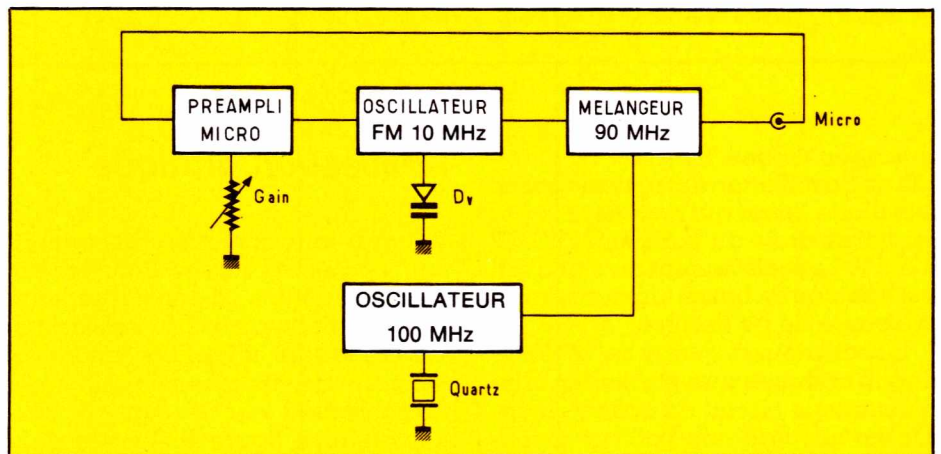 PREAMPLI
MICRO
OSCILLATEUR
FM 10 MHz
MELANGEUR
90 MHz
Micro
Gain
Dv
OSCILLATEUR
100 MHz
Quartz